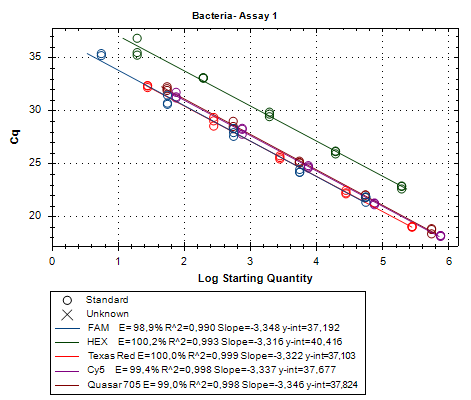 Bacteria- Assay 1
35
30
25
20
Cq
0 1 2 3 4 5 6
Log Starting Quantity
Standard
Unknown
FAM E= 98,9% R^2=0,990 Slope=-3,348 y-int=37,192
HEX E=100,2% R^2=0,993 Slope=-3,316 y-int=40,416
Texas Red E=100,0% R^2=0,999 Slope=-3,322 y-int=37,103
Cy5 E= 99,4% R^2=0,998 Slope=-3,337 y-int=37,677
Quasar 705 E= 99,0% R^2=0,998 Slope=-3,346 y-int=37,824